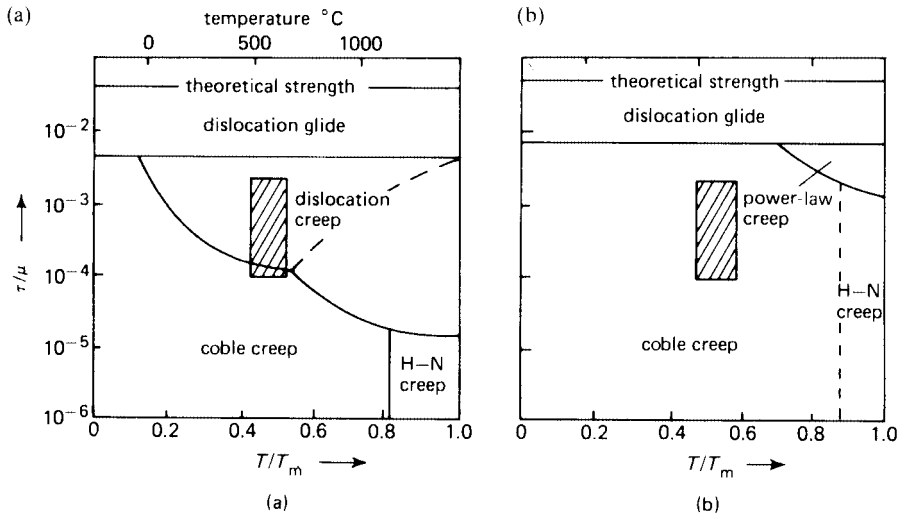 (a)
temperature °C
0 500 1100
theoretical strength
dislocation glide
10⁻²
10⁻³
10⁻⁴
10⁻⁵
10⁻⁶
τ/μ
dislocation
creep
coble creep
H–N
creep
0 0.2 0.4 0.6 0.8 1.0
T/Tm
(a)
(b)
theoretical strength
dislocation glide
power-law
creep
H–N
creep
coble creep
0 0.2 0.4 0.6 0.8 1.0
T/Tm
(b)